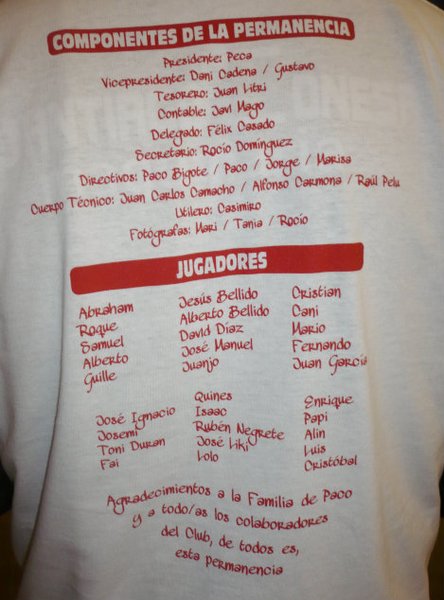 COMPONENTES DE LA PERMANENCIA
Presidente: Peca
Vicepresidente: Dani Cadena / Gustavo
Tesorero: Juan Litri
Contable: Javi Mago
Delegado: Félix Casado
Secretario: Rocío Domínguez
Directivos: Paco Bigote / Paco / Jorge / Marisa
Cuerpo Técnico: Juan Carlos Camacho / Alfonso Carmona / Raúl Pelu
Utilero: Casimiro
Fotógrafas: Mari / Tania / Rocío
JUGADORES
Abraham Jesús Bellido Cristian
Roque Alberto Bellido Cani
Samuel David Díaz Mario
Alberto José Manuel Fernando
Guille Juanjo Juan García
Quines Enrique
José Ignacio Isaac Papi
Josemi Rubén Negrete Alin
Toni Duran José Liki Luis
Fai Lolo Cristóbal
Agradecimientos a la Familia de Paco
y a todo/as los colaboradores
del Club, de todos es,
esta permanencia